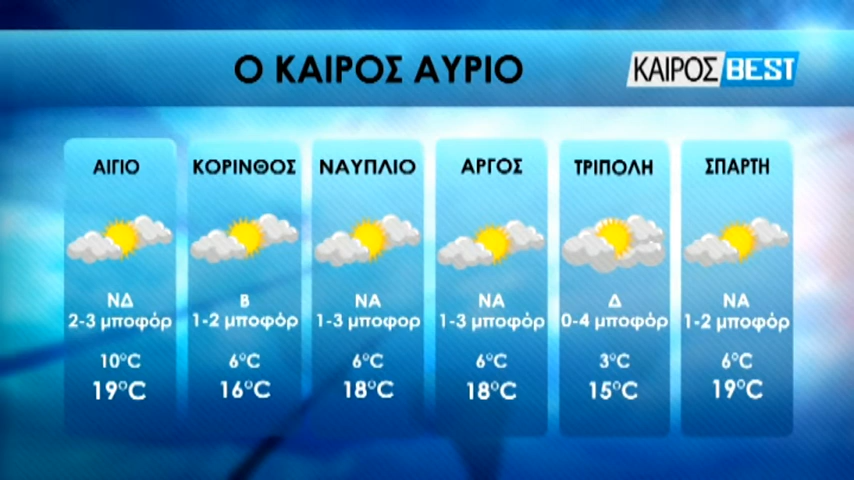 Ο ΚΑΙΡΟΣ ΑΥΡΙΟ
ΚΑΙΡΟΣ BEST
ΑΙΓΙΟ
ΝΔ
2-3 μποφόρ
10°C
19°C
ΚΟΡΙΝΘΟΣ
Β
1-2 μποφόρ
6°C
16°C
ΝΑΥΠΛΙΟ
ΝΑ
1-3 μποφορ
6°C
18°C
ΑΡΓΟΣ
ΝΑ
1-3 μποφόρ
6°C
18°C
ΤΡΙΠΟΛΗ
Δ
0-4 μποφόρ
3°C
15°C
ΣΠΑΡΤΗ
ΝΑ
1-2 μποφόρ
6°C
19°C